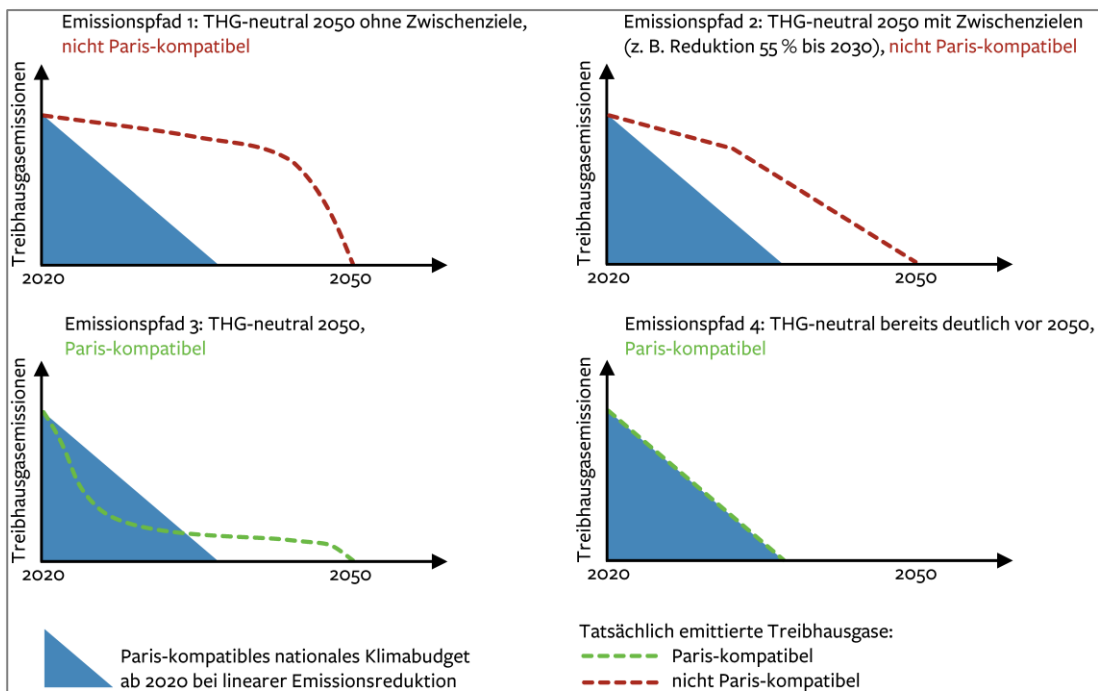 Emissionspfad 1: THG-neutral 2050 ohne Zwischenziele,
nicht Paris-kompatibel
Treibhausgasemissionen
2020
2050
Emissionspfad 2: THG-neutral 2050 mit Zwischenzielen
(z. B. Reduktion 55 % bis 2030), nicht Paris-kompatibel
Treibhausgasemissionen
2020
2050
Emissionspfad 3: THG-neutral 2050,
Paris-kompatibel
Treibhausgasemissionen
2020
2050
Emissionspfad 4: THG-neutral bereits deutlich vor 2050,
Paris-kompatibel
Treibhausgasemissionen
2020
2050
Paris-kompatibles nationales Klimabudget
ab 2020 bei linearer Emissionsreduktion
Tatsächlich emittierte Treibhausgase:
Paris-kompatibel
nicht Paris-kompatibel